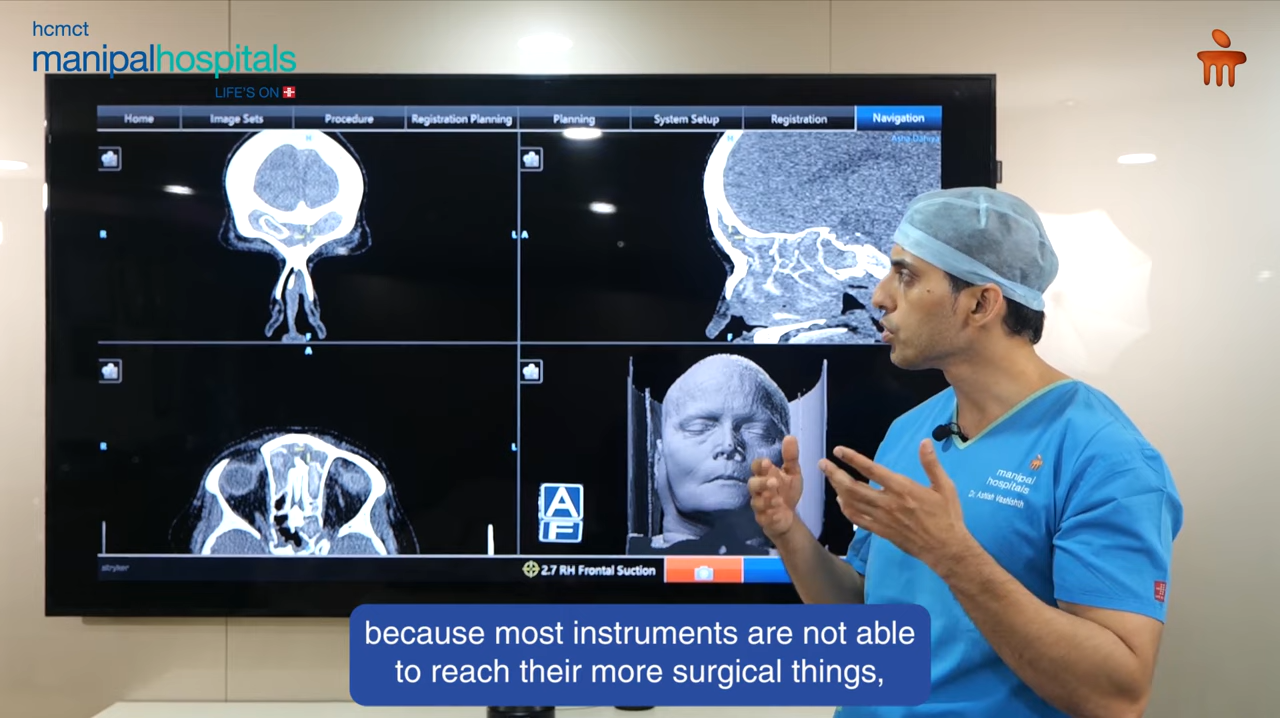 hcmct
manipalhospitals
LIFE'S ON
Home
Image Sets
Procedure
Registration Planning
Planning
System Setup
Registration
Navigation
H
H
R
L
A
F
F
A
R
L
A
F
stryker
2.7 RH Frontal Suction
manipal
hospitals
because most instruments are not able
to reach their more surgical things,